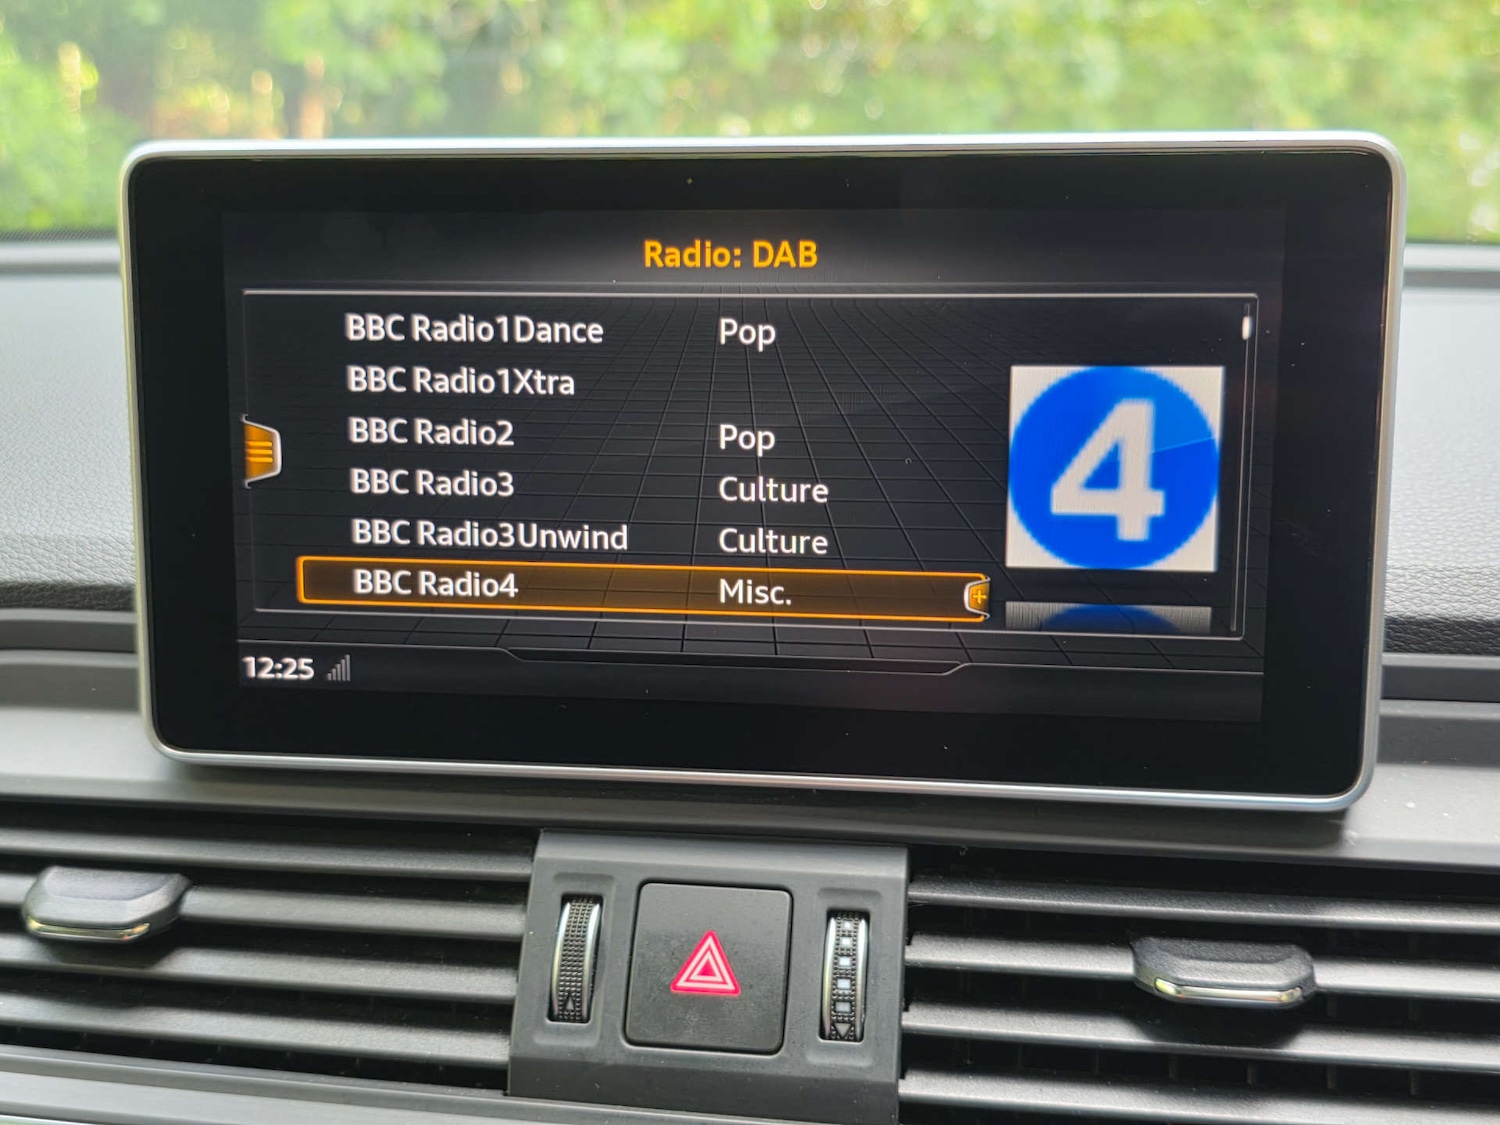 Radio: DAB
BBC Radio1Dance Pop
BBC Radio1Xtra
BBC Radio2 Pop
BBC Radio3 Culture
BBC Radio3Unwind Culture
BBC Radio4 Misc.
4
12:25